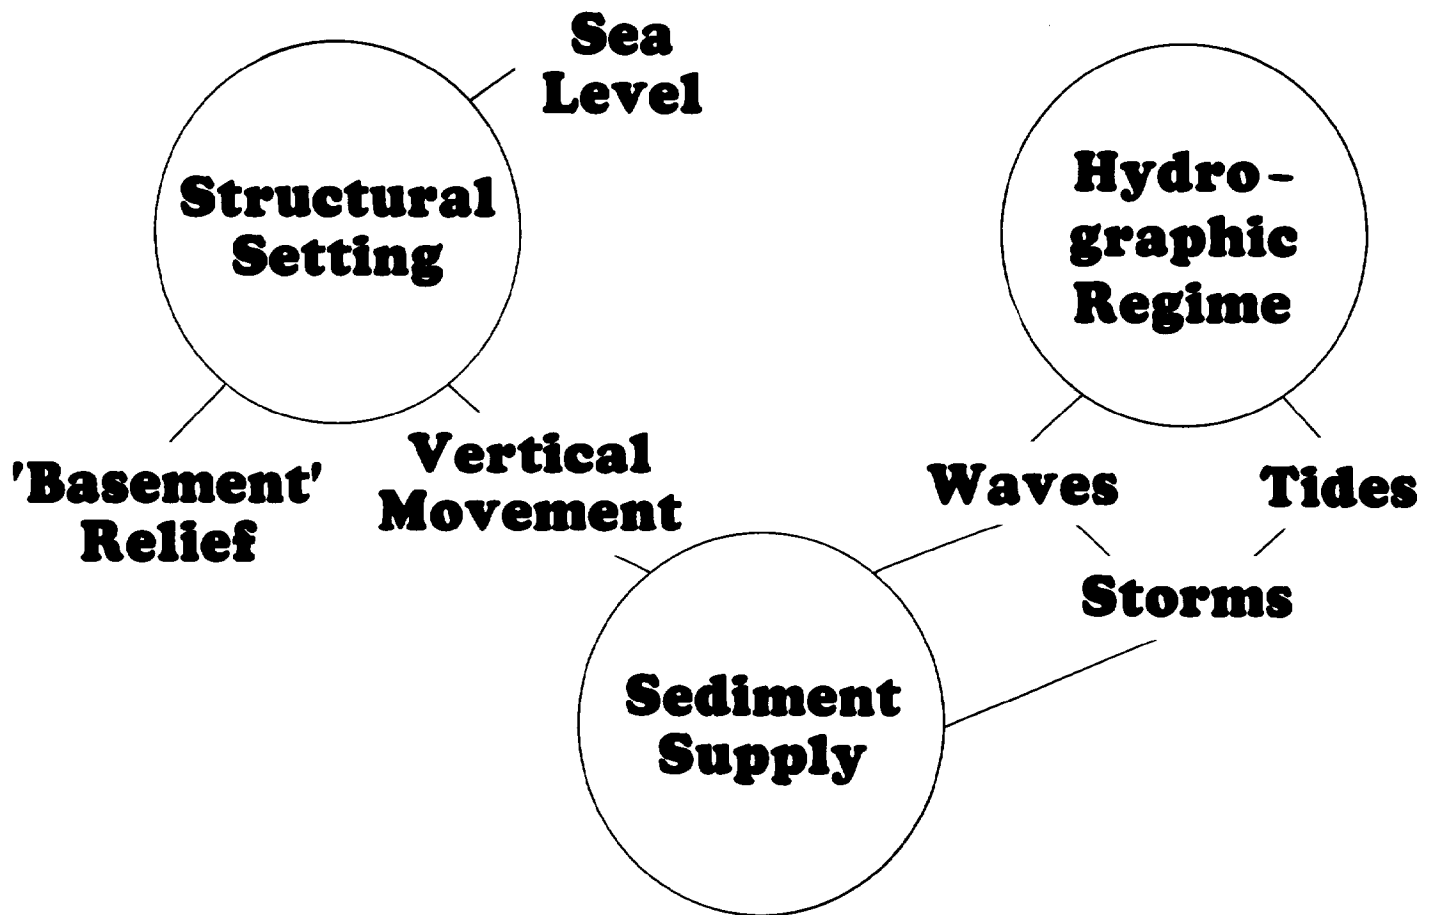 Sea
Level
Structural
Setting
Hydro-
graphic
Regime
'Basement'
Relief
Vertical
Movement
Waves
Tides
Storms
Sediment
Supply